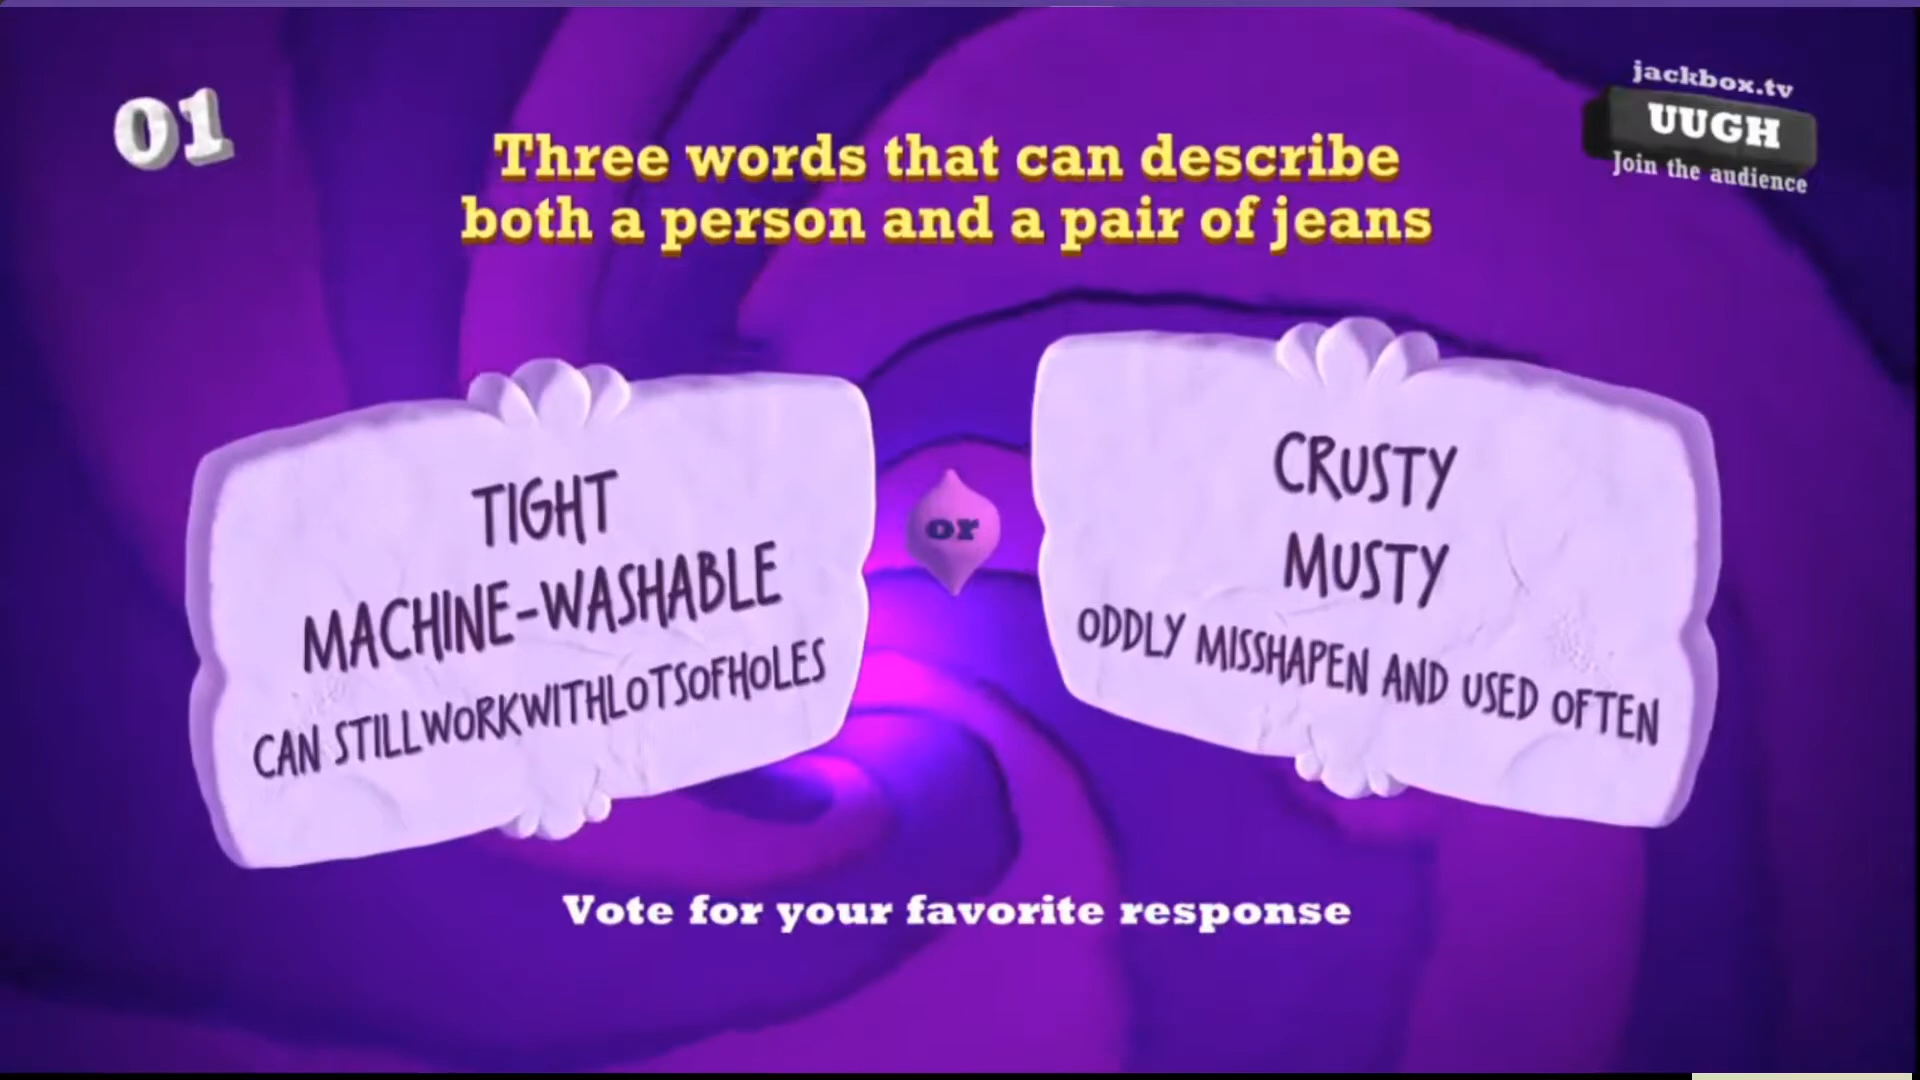 01
jackbox.tv
UUGH
Join the audience
Three words that can describe
both a person and a pair of jeans
TIGHT
MACHINE-WASHABLE
CAN STILLWORKWITHLOTSOFHOLES
or
CRUSTY
MUSTY
ODDLY MISSHAPEN AND USED OFTEN
Vote for your favorite response